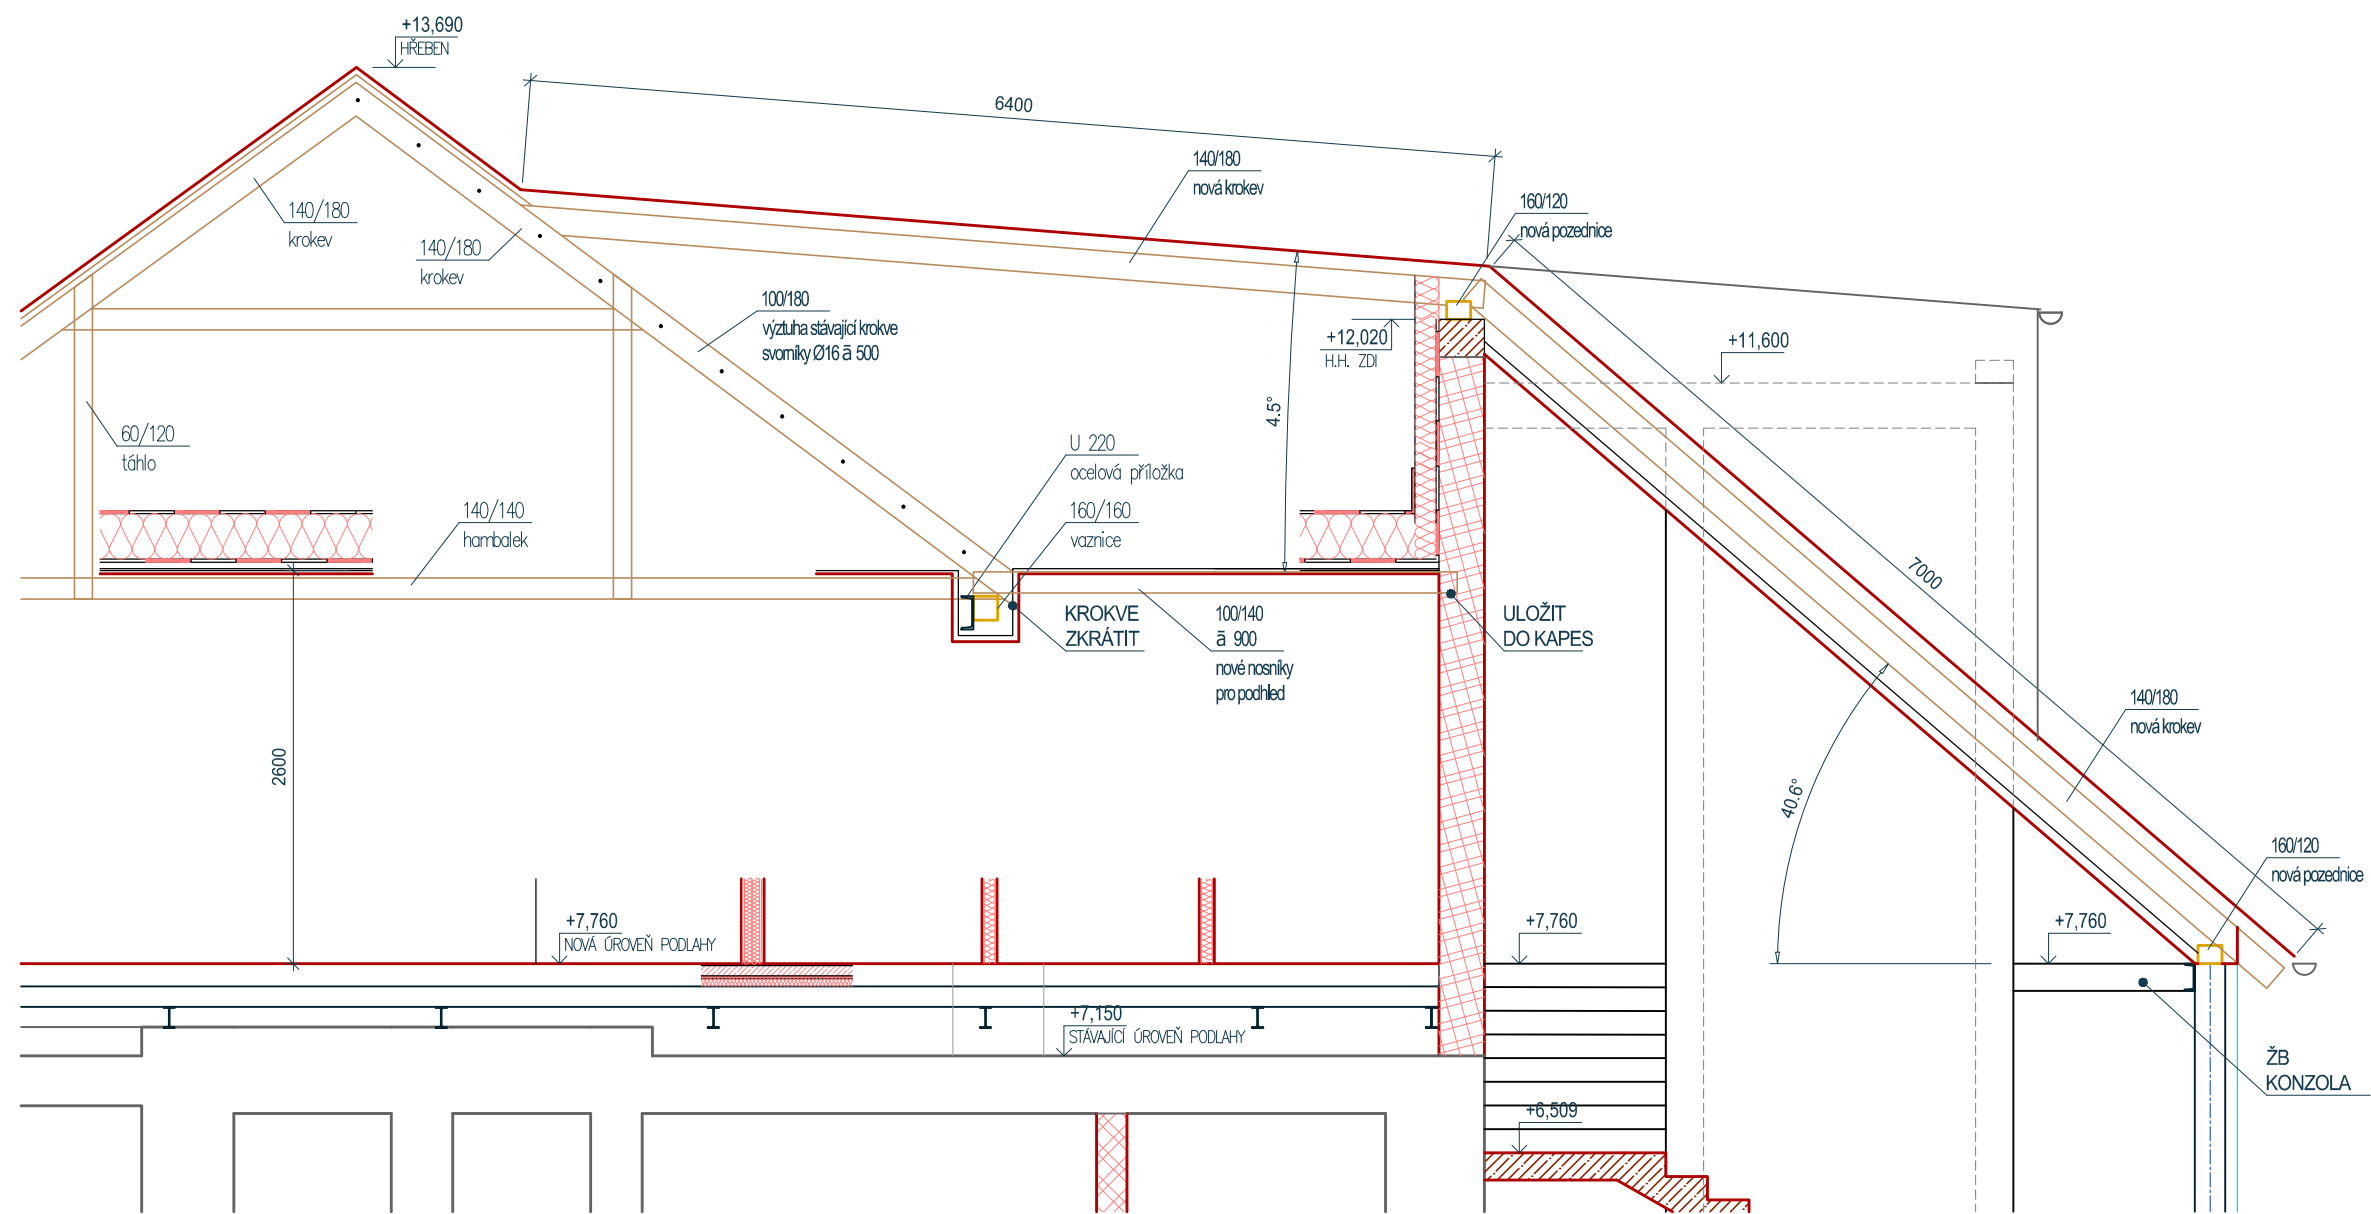 +13,690
HŘEBEN
6400
140/180
nová krokev
160/120
nová pozednice
140/180
krokev
140/180
krokev
100/180
výztuha stávající krokve
svorníky Ø16 ā 500
+12,020
H.H. ZDI
+11,600
4.5°
60/120
táhlo
U 220
ocelová příložka
140/140
hambalek
160/160
vaznice
7000
KROKVE
ZKRÁTIT
100/140
ā 900
nové nosníky
pro podhled
ULOŽIT
DO KAPES
140/180
nová krokev
2600
40.6°
160/120
nová pozednice
+7,760
NOVÁ ÚROVEŇ PODLAHY
+7,760
+7,760
+7,150
STÁVAJÍCÍ ÚROVEŇ PODLAHY
ŽB
KONZOLA
+6,509